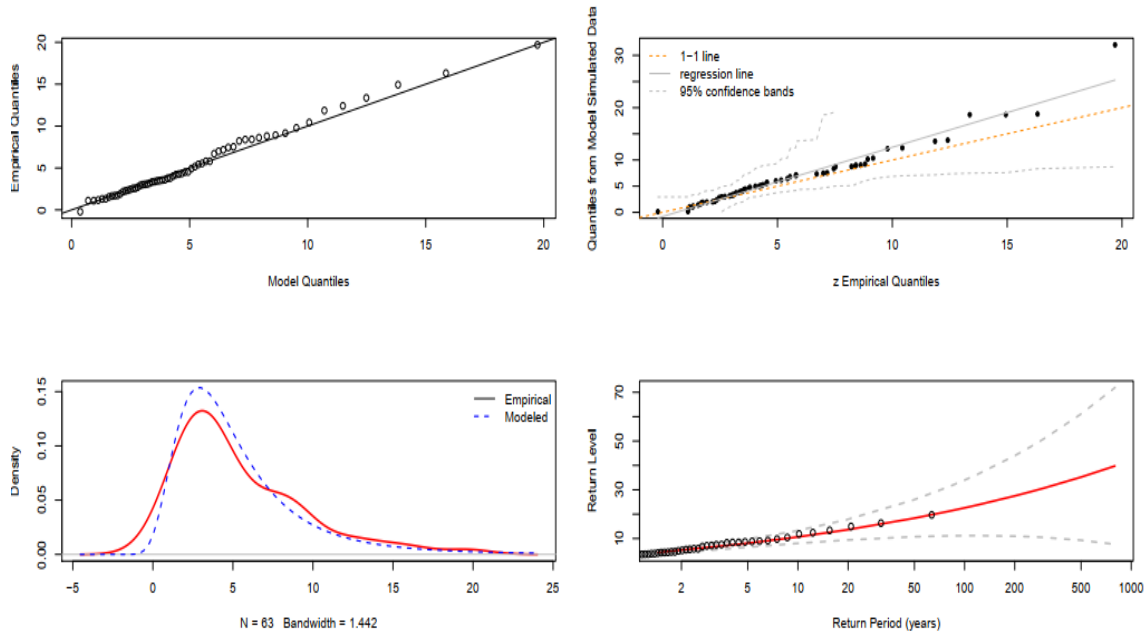 Empirical Quantiles
20
15
10
5
0
0 5 10 15 20
Model Quantiles
Quantiles from Model Simulated Data
30
20
15
10
5
0
1−1 line
regression line
95% confidence bands
0 5 10 15 20
z Empirical Quantiles
Density
0.15
0.10
0.05
0.00
Empirical
Modeled
−5 0 5 10 15 20 25
N = 63 Bandwidth = 1.442
Return Level
70
50
30
10
2 5 10 20 50 100 200 500 1000
Return Period (years)